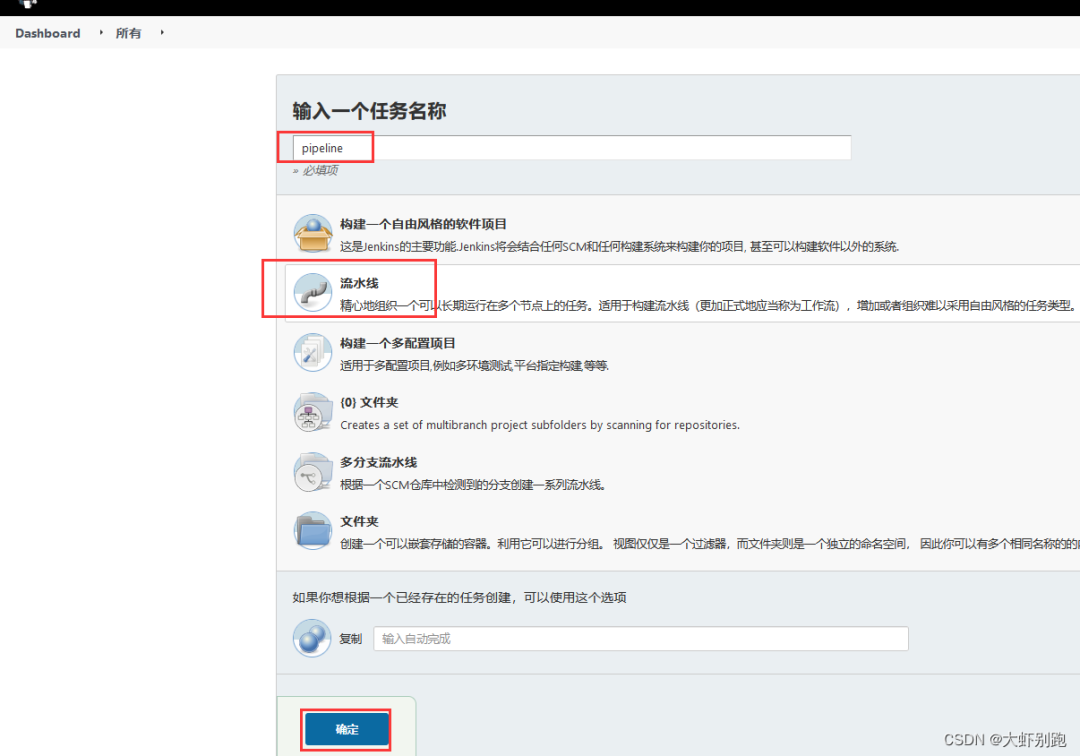 Dashboard
所有
输入一个任务名称
pipeline
» 必填项
构建一个自由风格的软件项目
这是Jenkins的主要功能.Jenkins将会结合任何SCM和任何构建系统来构建你的项目, 甚至可以构建软件以外的系统.
流水线
精心地组织一个可以长期运行在多个节点上的任务。适用于构建流水线（更加正式地应当称为工作流），增加或者组织难以采用自由风格的任务类型。
构建一个多配置项目
适用于多配置项目,例如多环境测试,平台指定构建,等等.
{0} 文件夹
Creates a set of multibranch project subfolders by scanning for repositories.
多分支流水线
根据一个SCM仓库中检测到的分支创建一系列流水线。
文件夹
创建一个可以嵌套存储的容器。利用它可以进行分组。 视图仅仅是一个过滤器，而文件夹则是一个独立的命名空间， 因此你可以有多个相同名称的的
如果你想根据一个已经存在的任务创建，可以使用这个选项
复制
输入自动完成
确定
CSDN @大虾别跑